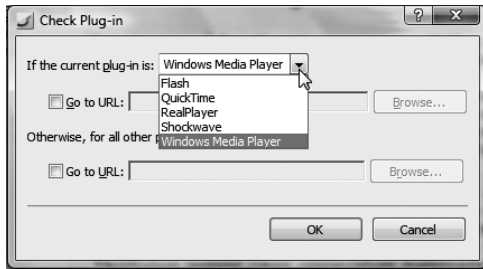 Check Plug-in
If the current plug-in is: Windows Media Player
Flash
Go to URL:
QuickTime
Browse...
RealPlayer
Shockwave
Otherwise, for all other
Windows Media Player
Go to URL:
Browse...
OK
Cancel